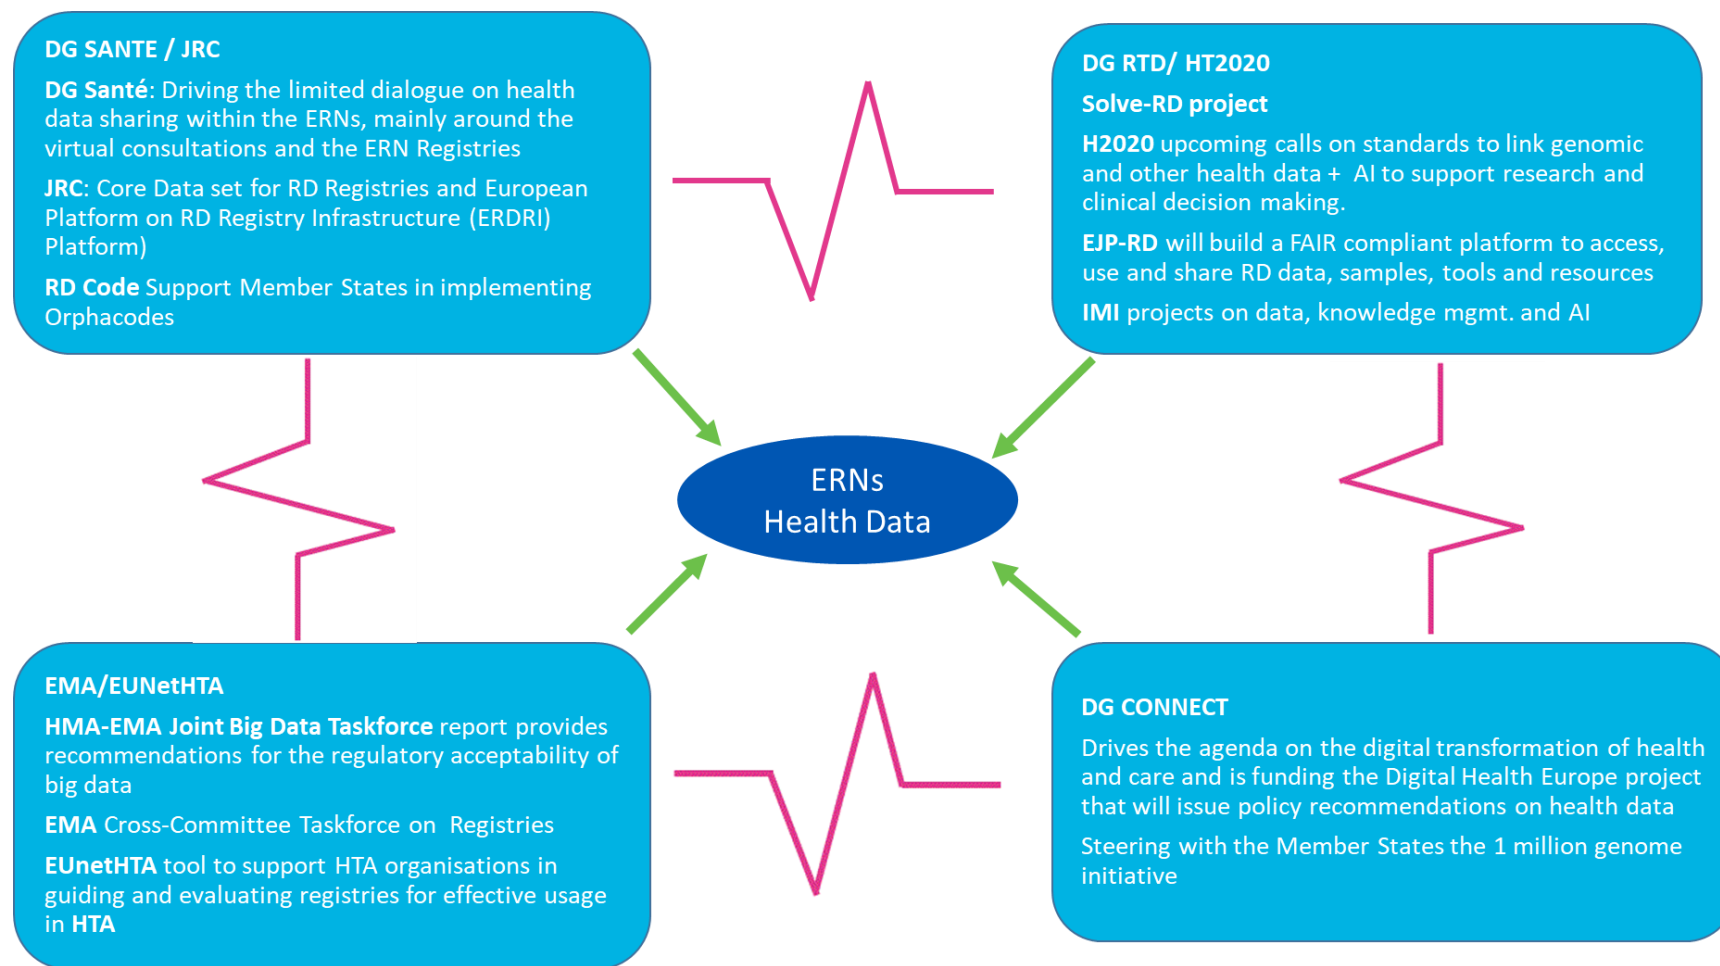 DG SANTE / JRC
DG Santé: Driving the limited dialogue on health
data sharing within the ERNs, mainly around the
virtual consultations and the ERN Registries
JRC: Core Data set for RD Registries and European
Platform on RD Registry Infrastructure (ERDRI)
Platform)
RD Code Support Member States in implementing
Orphacodes
DG RTD/ HT2020
Solve-RD project
H2020 upcoming calls on standards to link genomic
and other health data + AI to support research and
clinical decision making.
EJP-RD will build a FAIR compliant platform to access,
use and share RD data, samples, tools and resources
IMI projects on data, knowledge mgmt. and AI
ERNs
Health Data
EMA/EUNetHTA
HMA-EMA Joint Big Data Taskforce report provides
recommendations for the regulatory acceptability of
big data
EMA Cross-Committee Taskforce on Registries
EUnetHTA tool to support HTA organisations in
guiding and evaluating registries for effective usage
in HTA
DG CONNECT
Drives the agenda on the digital transformation of health
and care and is funding the Digital Health Europe project
that will issue policy recommendations on health data
Steering with the Member States the 1 million genome
initiative